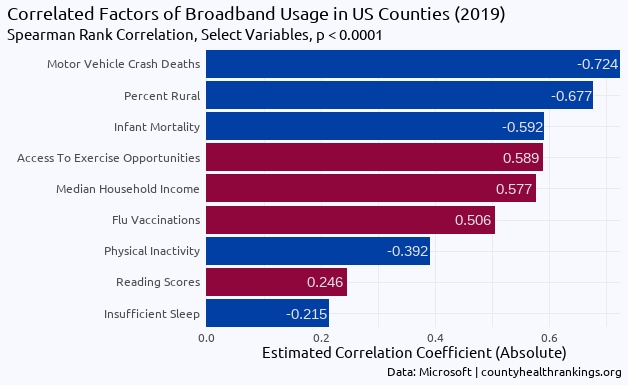 Correlated Factors of Broadband Usage in US Counties (2019)
Spearman Rank Correlation, Select Variables, p < 0.0001
Motor Vehicle Crash Deaths -0.724
Percent Rural -0.677
Infant Mortality -0.592
Access To Exercise Opportunities 0.589
Median Household Income 0.577
Flu Vaccinations 0.506
Physical Inactivity -0.392
Reading Scores 0.246
Insufficient Sleep -0.215
0.0 0.2 0.4 0.6
Estimated Correlation Coefficient (Absolute)
Data: Microsoft | countyhealthrankings.org